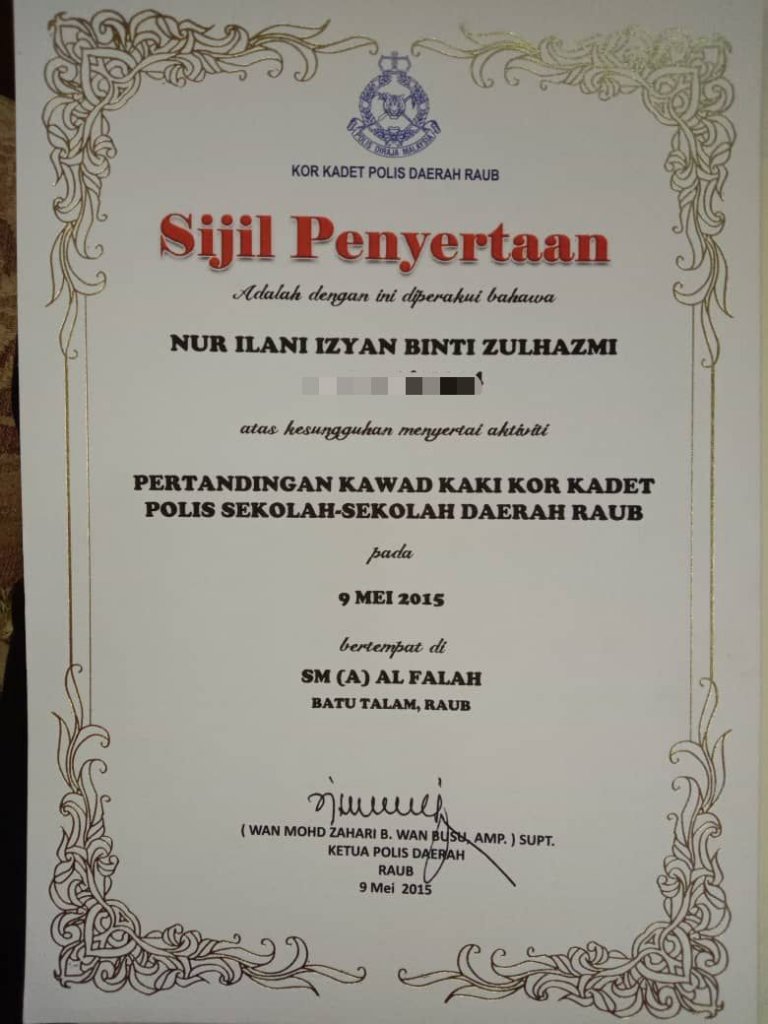 POLIS DIRAJA MALAYSIA
KOR KADET POLIS DAERAH RAUB
Sijil Penyertaan
Adalah dengan ini diperakui bahawa
NUR ILANI IZYAN BINTI ZULHAZMI
atas kesungguhan menyertai aktiviti
PERTANDINGAN KAWAD KAKI KOR KADET
POLIS SEKOLAH-SEKOLAH DAERAH RAUB
pada
9 MEI 2015
bertempat di
SM (A) AL FALAH
BATU TALAM, RAUB
( WAN MOHD ZAHARI B. WAN BUSU, AMP. ) SUPT.
KETUA POLIS DAERAH
RAUB
9 Mei 2015